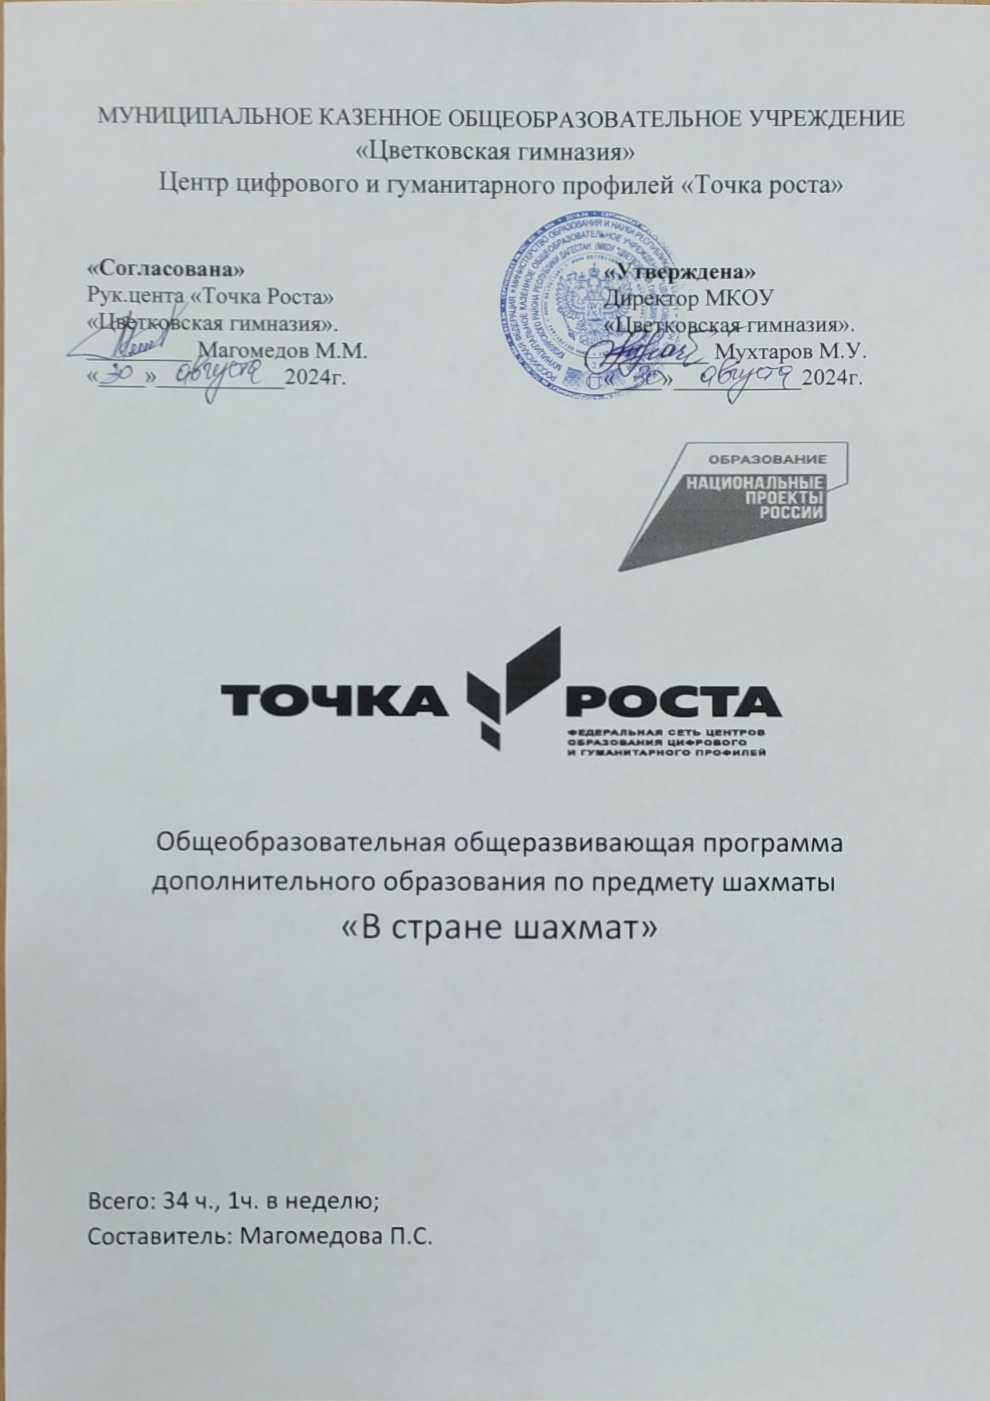 МУНИЦИПАЛЬНОЕ КАЗЕННОЕ ОБЩЕОБРАЗОВАТЕЛЬНОЕ УЧРЕЖДЕНИЕ
«Цветковская гимназия»
Центр цифрового и гуманитарного профилей «Точка роста»
«Согласована»
Рук.цента «Точка Роста»
«Цветковская гимназия».
Магомедов М.М.
«30» августа 2024г.
«Утверждена»
Директор МКОУ
«Цветковская гимназия».
Мухтаров М.У.
«30» августа 2024г.
ОБРАЗОВАНИЕ
НАЦИОНАЛЬНЫЕ
ПРОЕКТЫ
РОССИИ
ТОЧКА РОСТА
ФЕДЕРАЛЬНАЯ СЕТЬ ЦЕНТРОВ
ОБРАЗОВАНИЯ ЦИФРОВОГО
И ГУМАНИТАРНОГО ПРОФИЛЕЙ
Общеобразовательная общеразвивающая программа
дополнительного образования по предмету шахматы
«В стране шахмат»
Всего: 34 ч., 1ч. в неделю;
Составитель: Магомедова П.С.